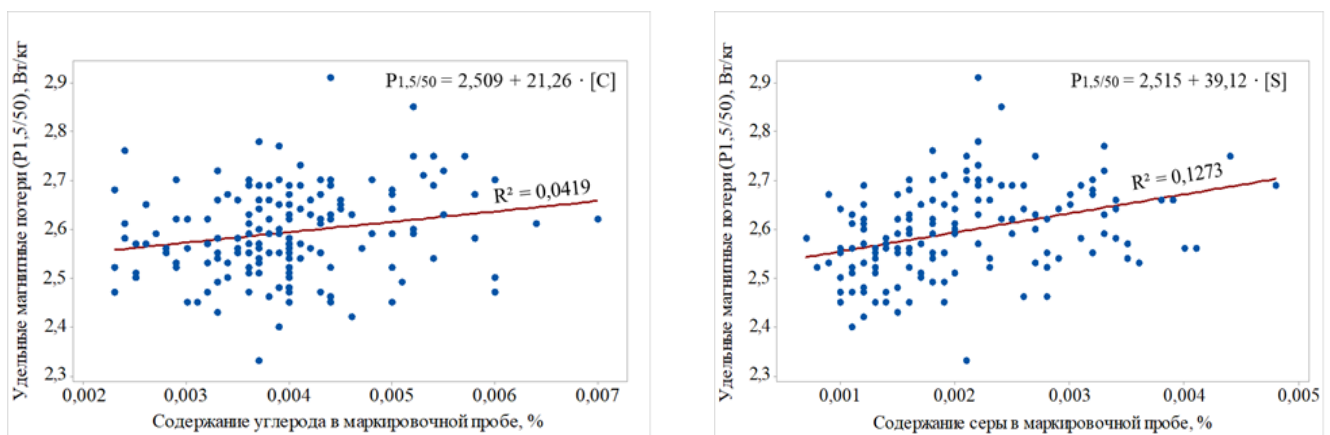 Удельные магнитные потери (P1,5/50), Вт/кг
2,9
2,8
2,7
2,6
2,5
2,4
2,3
P1,5/50 = 2,509 + 21,26 · [C]
R² = 0,0419
0,002 0,003 0,004 0,005 0,006 0,007
Содержание углерода в маркировочной пробе, %
Удельные магнитные потери (P1,5/50), Вт/кг
2,9
2,8
2,7
2,6
2,5
2,4
2,3
P1,5/50 = 2,515 + 39,12 · [S]
R² = 0,1273
0,001 0,002 0,003 0,004 0,005
Содержание серы в маркировочной пробе, %